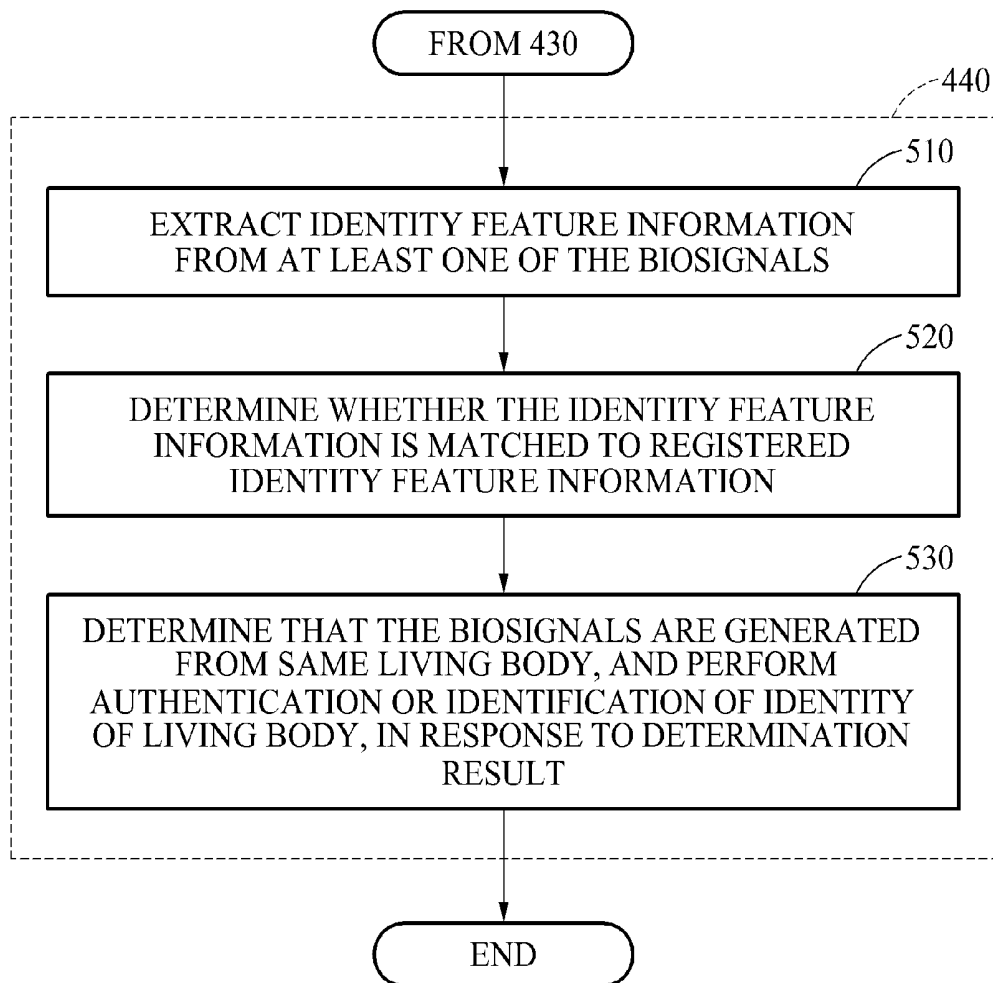 FROM 430
440
510
EXTRACT IDENTITY FEATURE INFORMATION
FROM AT LEAST ONE OF THE BIOSIGNALS
520
DETERMINE WHETHER THE IDENTITY FEATURE
INFORMATION IS MATCHED TO REGISTERED
IDENTITY FEATURE INFORMATION
530
DETERMINE THAT THE BIOSIGNALS ARE GENERATED
FROM SAME LIVING BODY, AND PERFORM
AUTHENTICATION OR IDENTIFICATION OF IDENTITY
OF LIVING BODY, IN RESPONSE TO DETERMINATION
RESULT
END